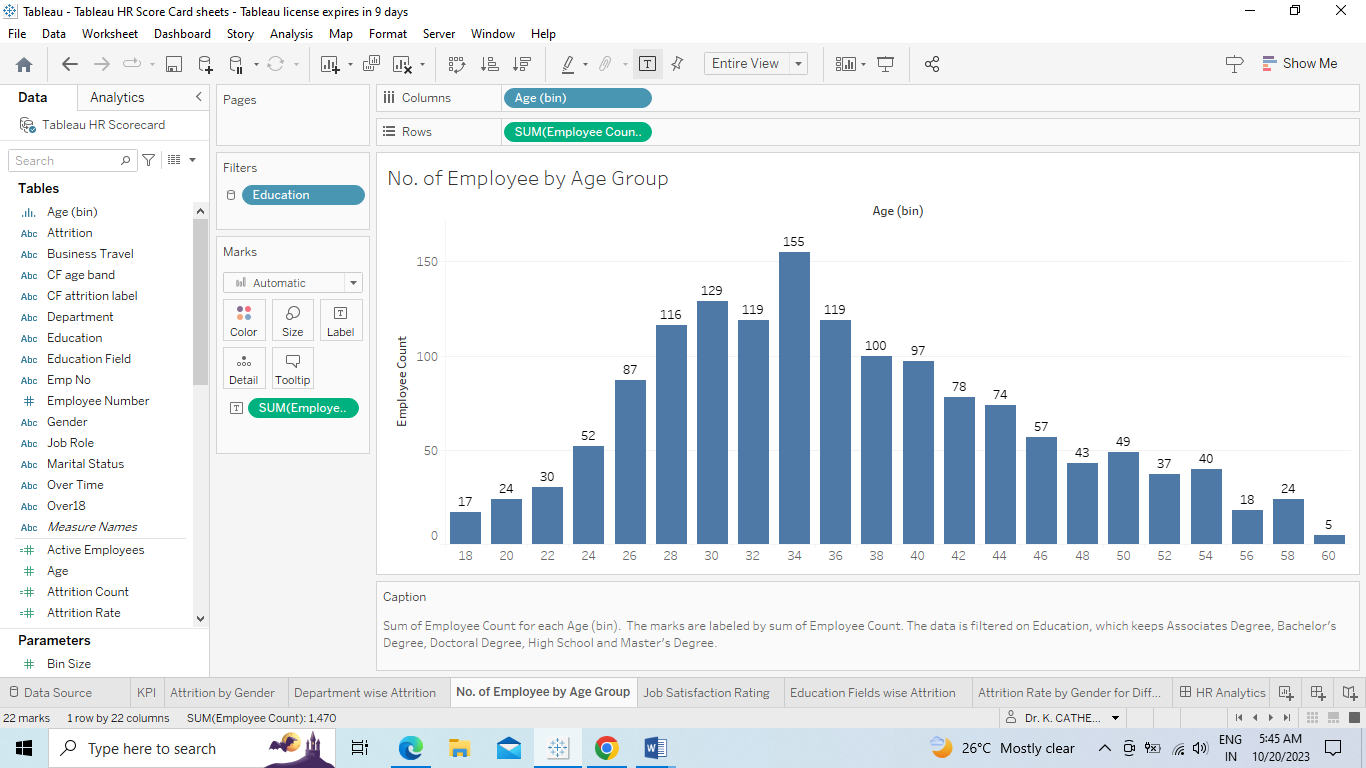 Tableau - Tableau HR Score Card sheets - Tableau license expires in 9 days
File Data Worksheet Dashboard Story Analysis Map Format Server Window Help
Entire View
Show Me
Data Analytics
Tableau HR Scorecard
Search
Tables
Age (bin)
Attrition
Business Travel
CF age band
CF attrition label
Department
Education
Education Field
Emp No
Employee Number
Gender
Job Role
Marital Status
Over Time
Over18
Measure Names
Active Employees
Age
Attrition Count
Attrition Rate
Parameters
Bin Size
Pages
Filters
Education
Marks
Automatic
Color Size Label
Detail Tooltip
SUM(Employe..
Columns Age (bin)
Rows SUM(Employee Coun..
No. of Employee by Age Group
Age (bin)
Employee Count
150
100
50
0
17 24 30 52 87 116 129 119 155 119 100 97 78 74 57 43 49 37 40 18 24 5
18 20 22 24 26 28 30 32 34 36 38 40 42 44 46 48 50 52 54 56 58 60
Caption
Sum of Employee Count for each Age (bin). The marks are labeled by sum of Employee Count. The data is filtered on Education, which keeps Associates Degree, Bachelor's
Degree, Doctoral Degree, High School and Master's Degree.
Data Source KPI Attrition by Gender Department wise Attrition No. of Employee by Age Group Job Satisfaction Rating Education Fields wise Attrition Attrition Rate by Gender for Diff... HR Analytics
22 marks 1 row by 22 columns SUM(Employee Count): 1.470 Dr. K. CATHE...
Type here to search
26°C Mostly clear
ENG
IN
5:45 AM
10/20/2023